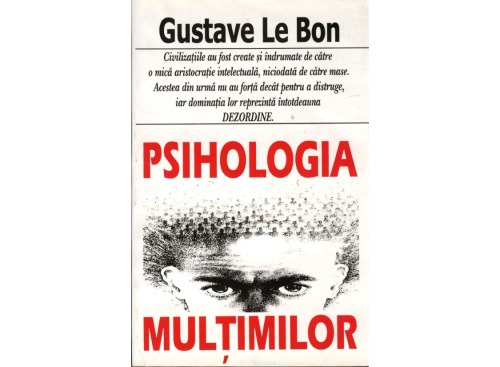 Gustave Le Bon
Civilizațiile au fost create și îndrumate de către
o mică aristocrație intelectuală, niciodată de către mase.
Acestea din urmă nu au forță decât pentru a distruge,
iar dominația lor reprezintă întotdeauna
DEZORDINE.
PSIHOLOGIA
MULȚIMILOR